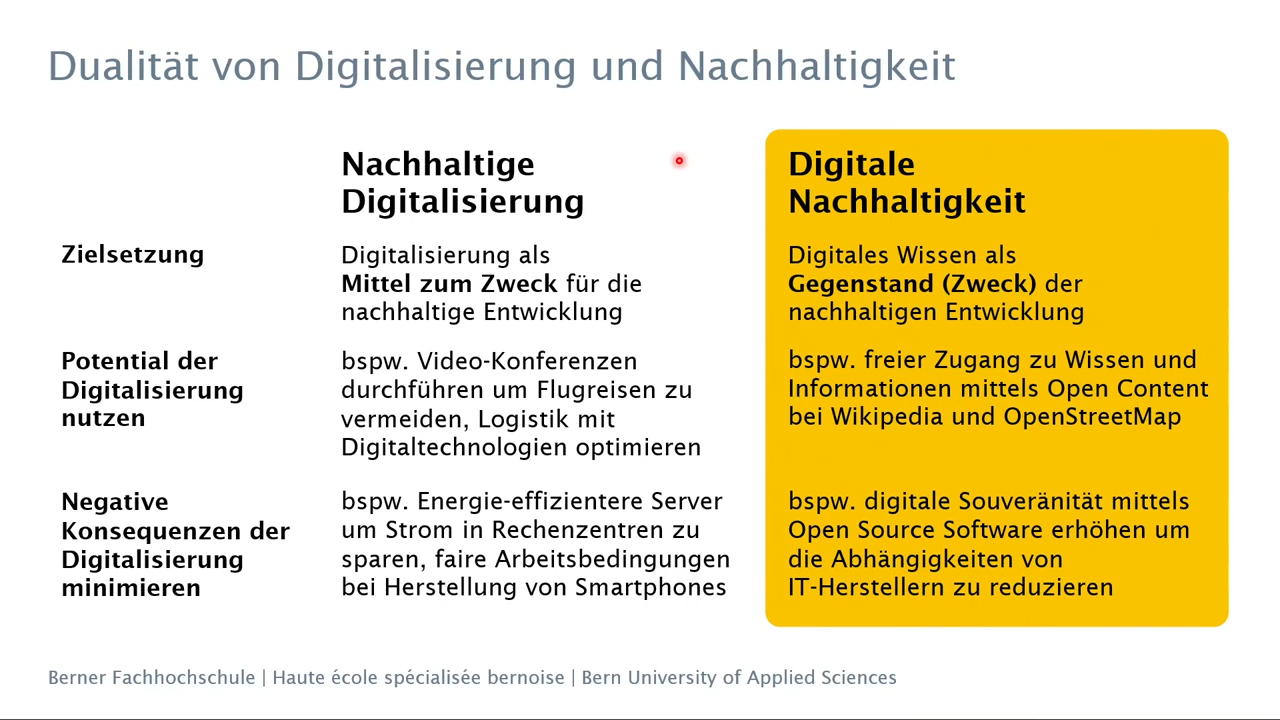 Dualität von Digitalisierung und Nachhaltigkeit
Nachhaltige
Digitalisierung
Digitale
Nachhaltigkeit
Zielsetzung
Digitalisierung als
Mittel zum Zweck für die
nachhaltige Entwicklung
Digitales Wissen als
Gegenstand (Zweck) der
nachhaltigen Entwicklung
Potential der
Digitalisierung
nutzen
bspw. Video-Konferenzen
durchführen um Flugreisen zu
vermeiden, Logistik mit
Digitaltechnologien optimieren
bspw. freier Zugang zu Wissen und
Informationen mittels Open Content
bei Wikipedia und OpenStreetMap
Negative
Konsequenzen der
Digitalisierung
minimieren
bspw. Energie-effizientere Server
um Strom in Rechenzentren zu
sparen, faire Arbeitsbedingungen
bei Herstellung von Smartphones
bspw. digitale Souveränität mittels
Open Source Software erhöhen um
die Abhängigkeiten von
IT-Herstellern zu reduzieren
Berner Fachhochschule | Haute école spécialisée bernoise | Bern University of Applied Sciences